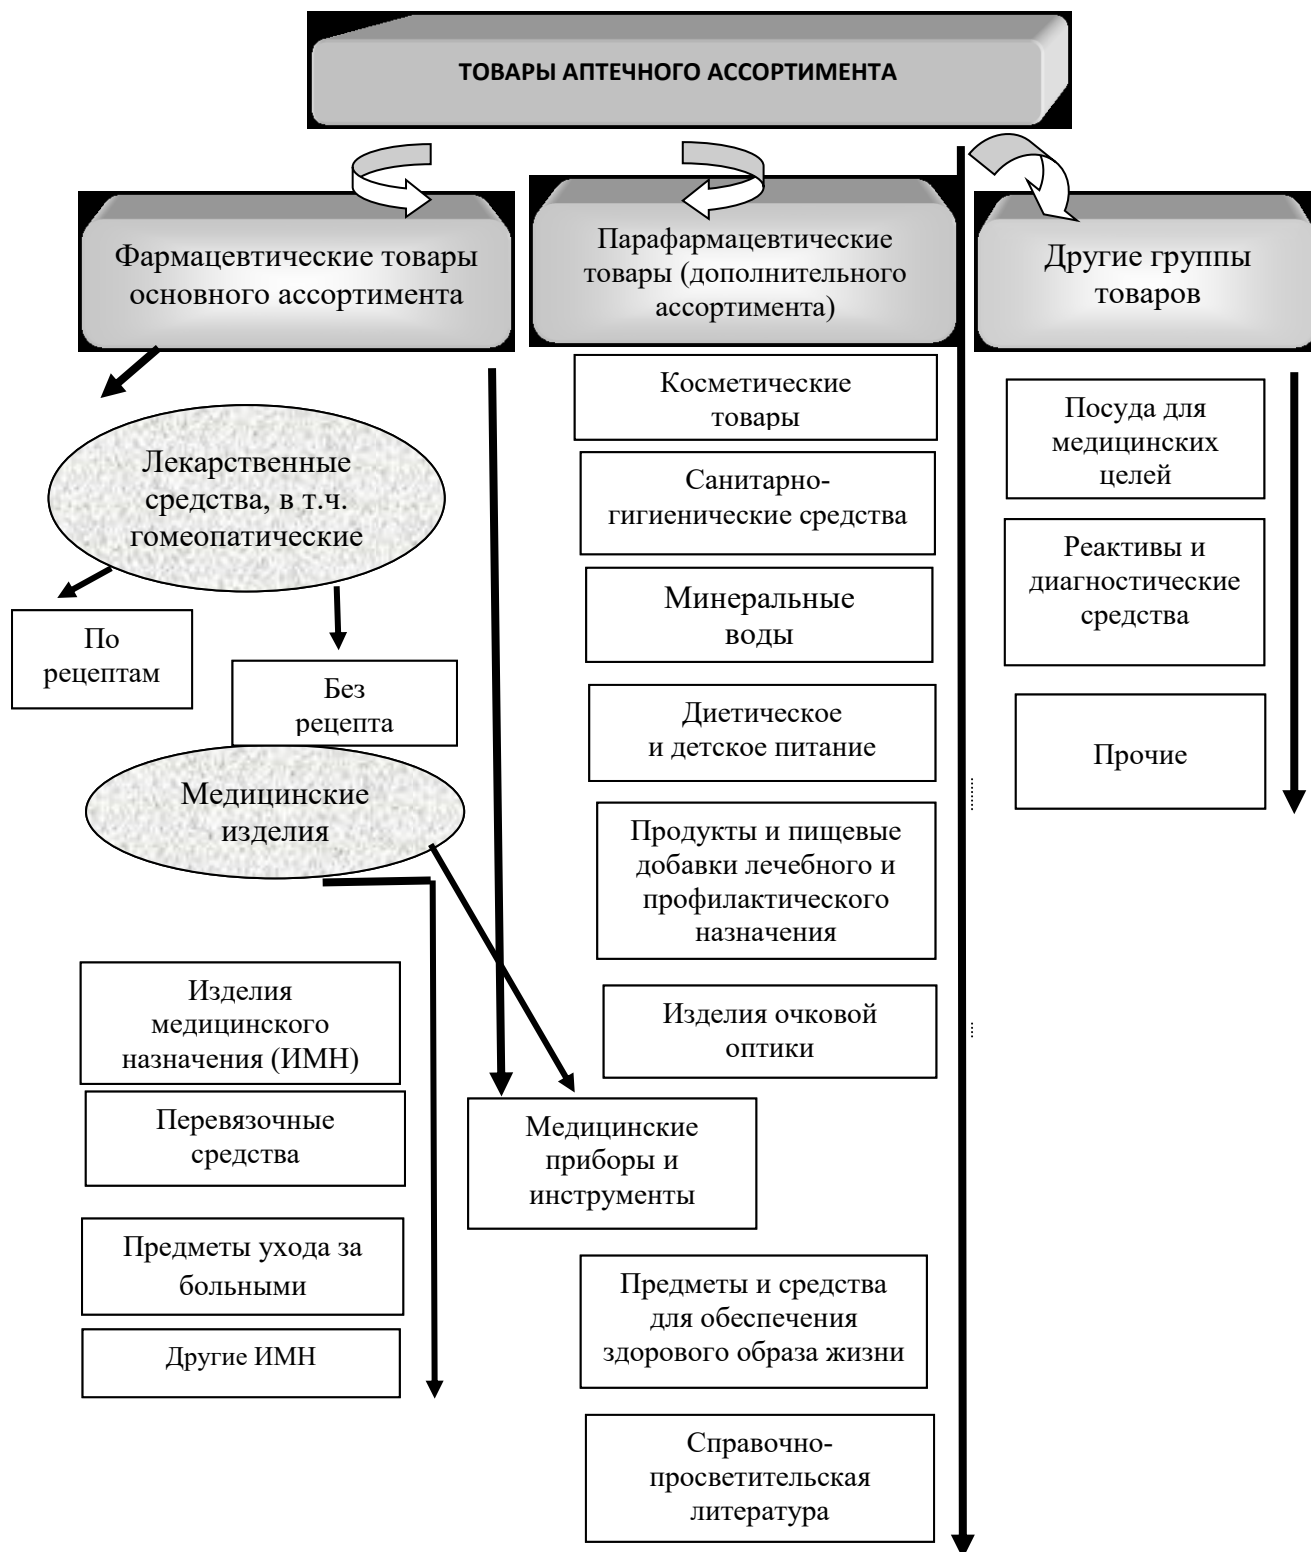 ТОВАРЫ АПТЕЧНОГО АССОРТИМЕНТА
Фармацевтические товары
основного ассортимента
Парафармацевтические
товары (дополнительного
ассортимента)
Другие группы
товаров
Лекарственные
средства, в т.ч.
гомеопатические
По
рецептам
Без
рецепта
Медицинские
изделия
Изделия
медицинского
назначения (ИМН)
Перевязочные
средства
Предметы ухода за
больными
Другие ИМН
Медицинские
приборы и
инструменты
Косметические
товары
Санитарно-
гигиенические средства
Минеральные
воды
Диетическое
и детское питание
Продукты и пищевые
добавки лечебного и
профилактического
назначения
Изделия очковой
оптики
Предметы и средства
для обеспечения
здорового образа жизни
Справочно-
просветительская
литература
Посуда для
медицинских
целей
Реактивы и
диагностические
средства
Прочие